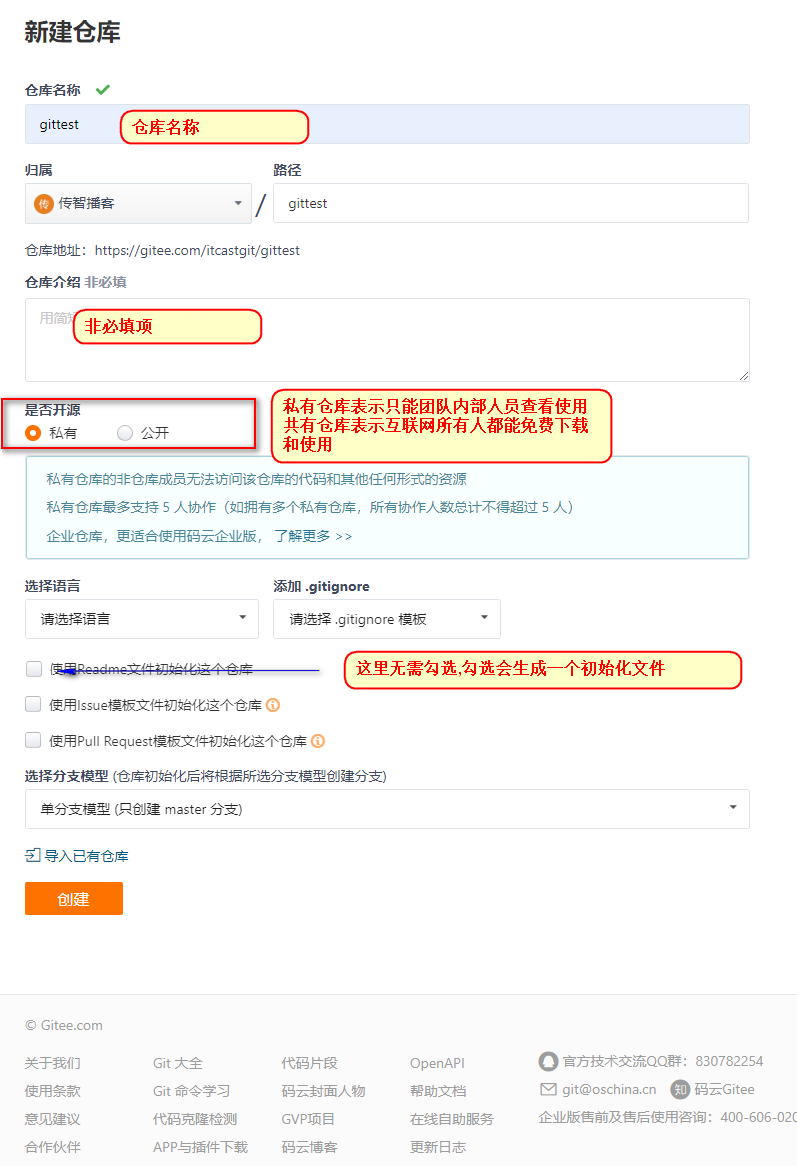 新建仓库
仓库名称
gittest
仓库名称
归属
路径
传 传智播客
/
gittest
仓库地址：https://gitee.com/itcastgit/gittest
仓库介绍 非必填
用简
非必填项
是否开源
私有
公开
私有仓库表示只能团队内部人员查看使用
共有仓库表示互联网所有人都能免费下载
和使用
私有仓库的非仓库成员无法访问该仓库的代码和其他任何形式的资源
私有仓库最多支持 5 人协作（如拥有多个私有仓库，所有协作人数总计不得超过 5 人）
企业仓库，更适合使用码云企业版， 了解更多 >>
选择语言
添加 .gitignore
请选择语言
请选择 .gitignore 模板
使用Readme文件初始化这个仓库
这里无需勾选,勾选会生成一个初始化文件
使用Issue模板文件初始化这个仓库
使用Pull Request模板文件初始化这个仓库
选择分支模型 (仓库初始化后将根据所选分支模型创建分支)
单分支模型 (只创建 master 分支)
导入已有仓库
创建
© Gitee.com
关于我们
Git 大全
代码片段
OpenAPI
官方技术交流QQ群：830782254
使用条款
Git 命令学习
码云封面人物
帮助文档
git@oschina.cn
知 码云Gitee
意见建议
代码克隆检测
GVP项目
在线自助服务
企业版售前及售后使用咨询：400-606-020
合作伙伴
APP与插件下载
码云博客
更新日志